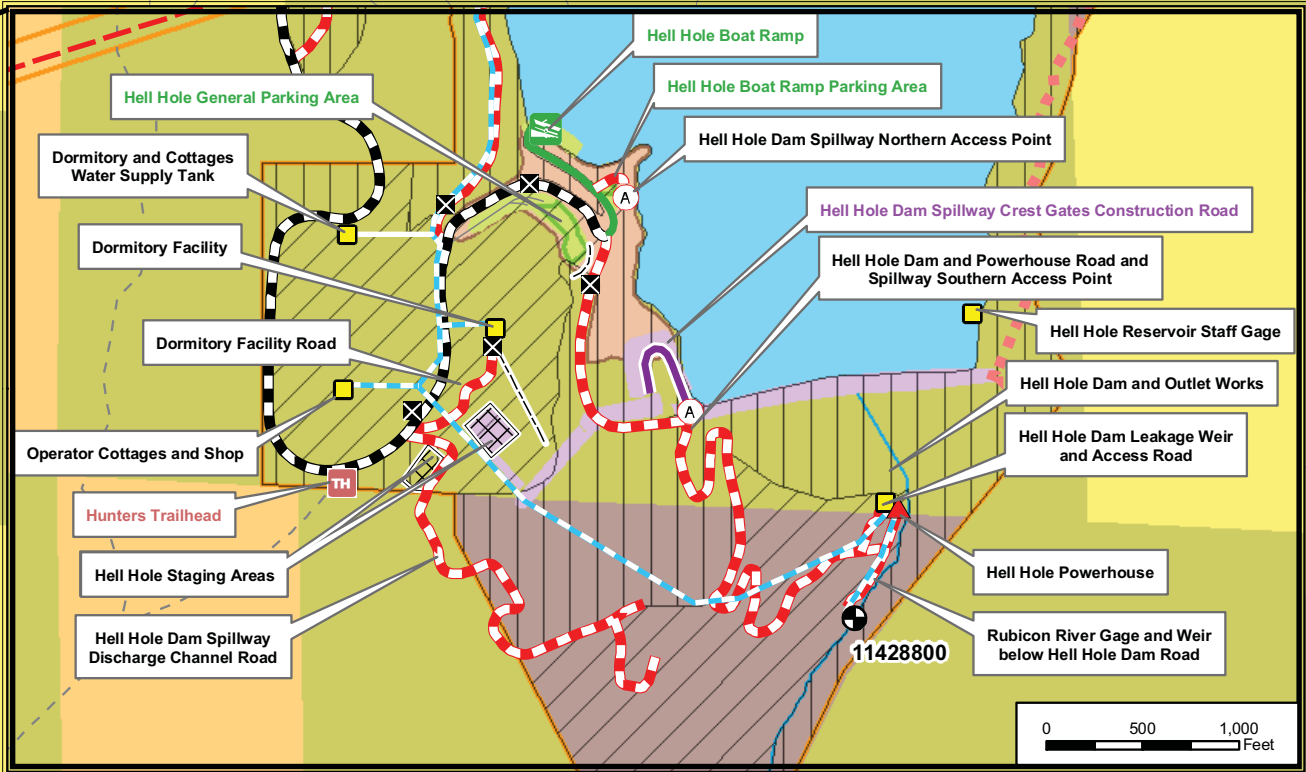 Hell Hole Boat Ramp
Hell Hole General Parking Area
Hell Hole Boat Ramp Parking Area
Hell Hole Dam Spillway Northern Access Point
Dormitory and Cottages
Water Supply Tank
A
Hell Hole Dam Spillway Crest Gates Construction Road
Dormitory Facility
Hell Hole Dam and Powerhouse Road and
Spillway Southern Access Point
Hell Hole Reservoir Staff Gage
Dormitory Facility Road
Hell Hole Dam and Outlet Works
A
Hell Hole Dam Leakage Weir
and Access Road
Operator Cottages and Shop
TH
Hunters Trailhead
Hell Hole Staging Areas
Hell Hole Powerhouse
Hell Hole Dam Spillway
Discharge Channel Road
Rubicon River Gage and Weir
below Hell Hole Dam Road
11428800
0 500 1,000
Feet